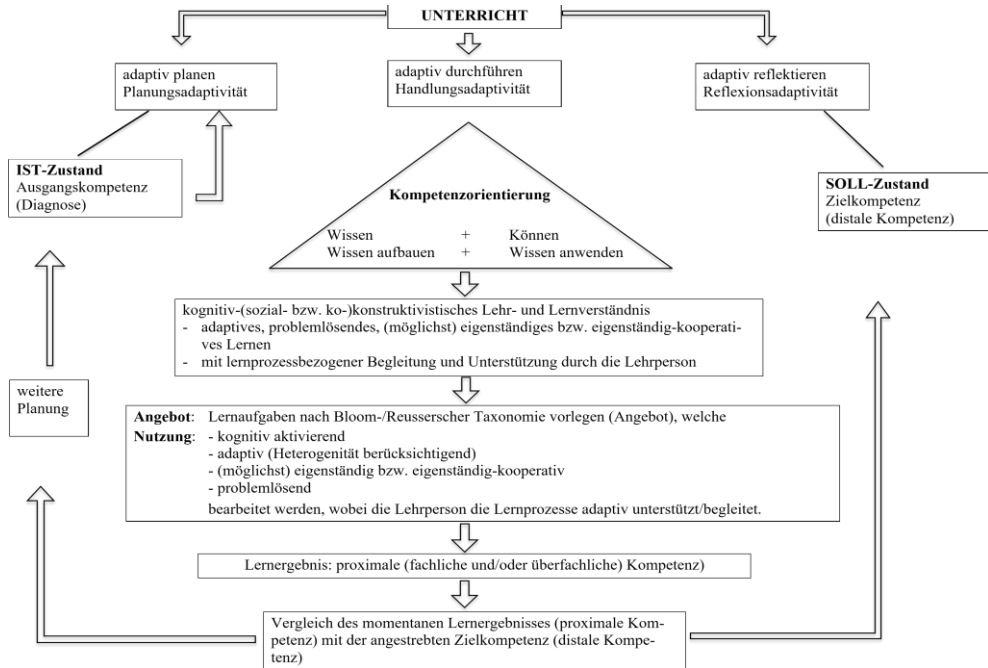 UNTERRICHT
adaptiv planen
Planungsadaptivität
adaptiv durchführen
Handlungsadaptivität
adaptiv reflektieren
Reflexionsadaptivität
IST-Zustand
Ausgangskompetenz
(Diagnose)
SOLL-Zustand
Zielkompetenz
(distale Kompetenz)
Kompetenzorientierung
Wissen + Können
Wissen aufbauen + Wissen anwenden
kognitiv-(sozial- bzw. ko-)konstruktivistisches Lehr- und Lernverständnis
- adaptives, problemlösendes, (möglichst) eigenständiges bzw. eigenständig-kooperati-
ves Lernen
- mit lernprozessbezogener Begleitung und Unterstützung durch die Lehrperson
weitere
Planung
Angebot: Lernaufgaben nach Bloom-/Reusserscher Taxonomie vorlegen (Angebot), welche
Nutzung: - kognitiv aktivierend
- adaptiv (Heterogenität berücksichtigend)
- (möglichst) eigenständig bzw. eigenständig-kooperativ
- problemlösend
bearbeitet werden, wobei die Lehrperson die Lernprozesse adaptiv unterstützt/begleitet.
Lernergebnis: proximale (fachliche und/oder überfachliche) Kompetenz)
Vergleich des momentanen Lernergebnisses (proximale Kom-
petenz) mit der angestrebten Zielkompetenz (distale Kompe-
tenz)